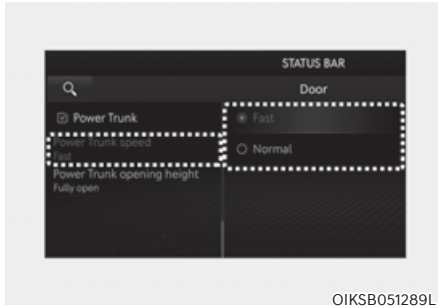 STATUS BAR
Door
Power Trunk
Power Trunk speed
Fast
Power Trunk opening height
Fully open
Fast
Normal
OIKSB051289L